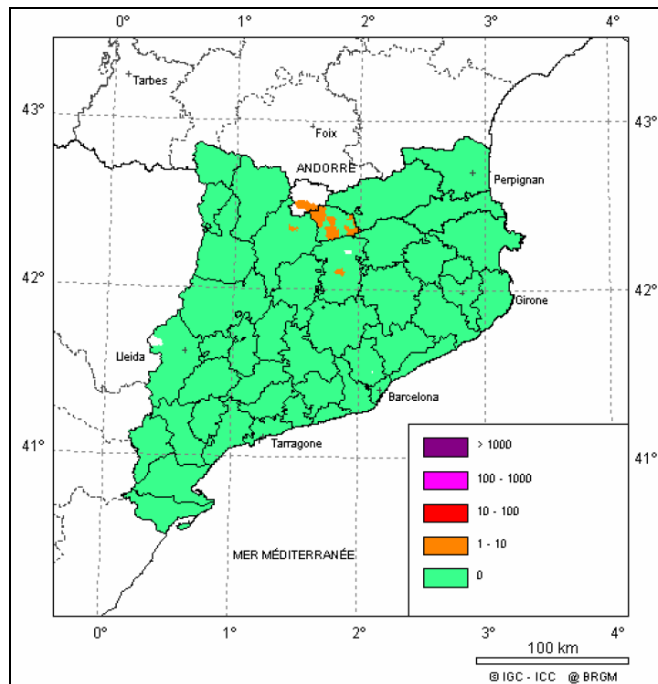 0° 1° 2° 3° 4°
Tarbes
43° 43°
Foix
ANDORRE
Perpignan
42° 42°
Girone
Lleida
Barcelona
Tarragone
41° 41°
> 1000
100 - 1000
10 - 100
1 - 10
0
MER MÉDITERRANÉE
0° 1° 2° 3° 4°
100 km
© IGC - ICC @ BRGM